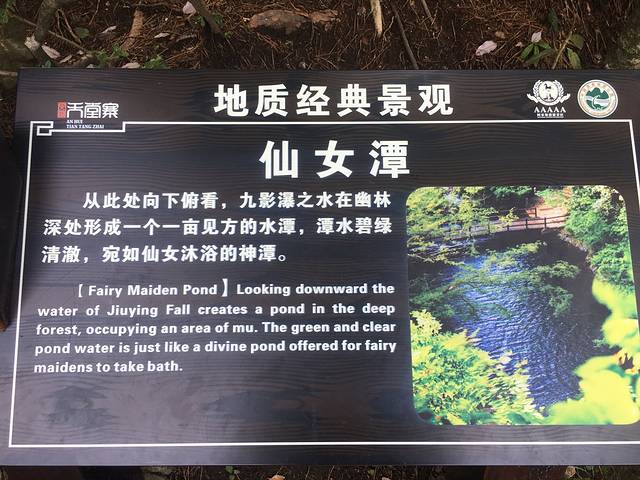 天堂寨
AN HUI
TIAN TANG ZHAI
地质经典景观
AAAAA
仙女潭
从此处向下俯看，九影瀑之水在幽林
深处形成一个一亩见方的水潭，潭水碧绿
清澈，宛如仙女沐浴的神潭。
【Fairy Maiden Pond】Looking downward the
water of Jiuying Fall creates a pond in the deep
forest, occupying an area of mu. The green and clear
pond water is just like a divine pond offered for fairy
maidens to take bath.